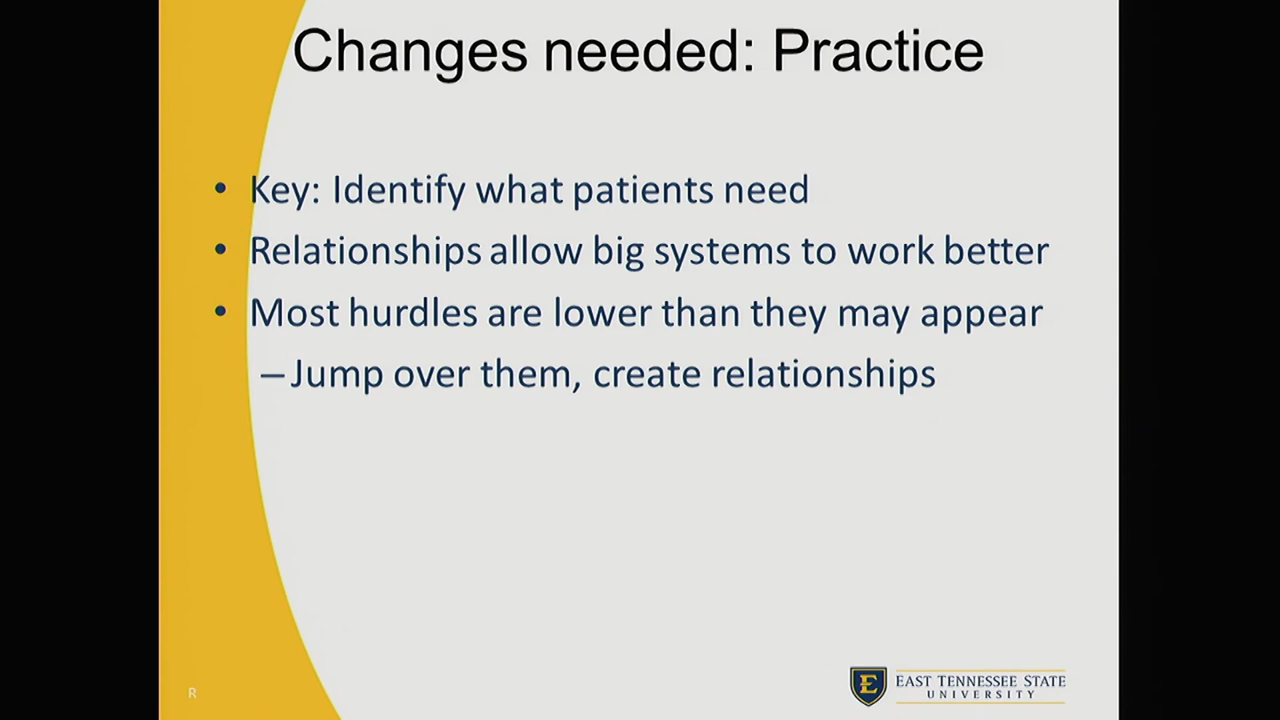 Changes needed: Practice
• Key: Identify what patients need
• Relationships allow big systems to work better
• Most hurdles are lower than they may appear
–Jump over them, create relationships
R
E
EAST TENNESSEE STATE
UNIVERSITY